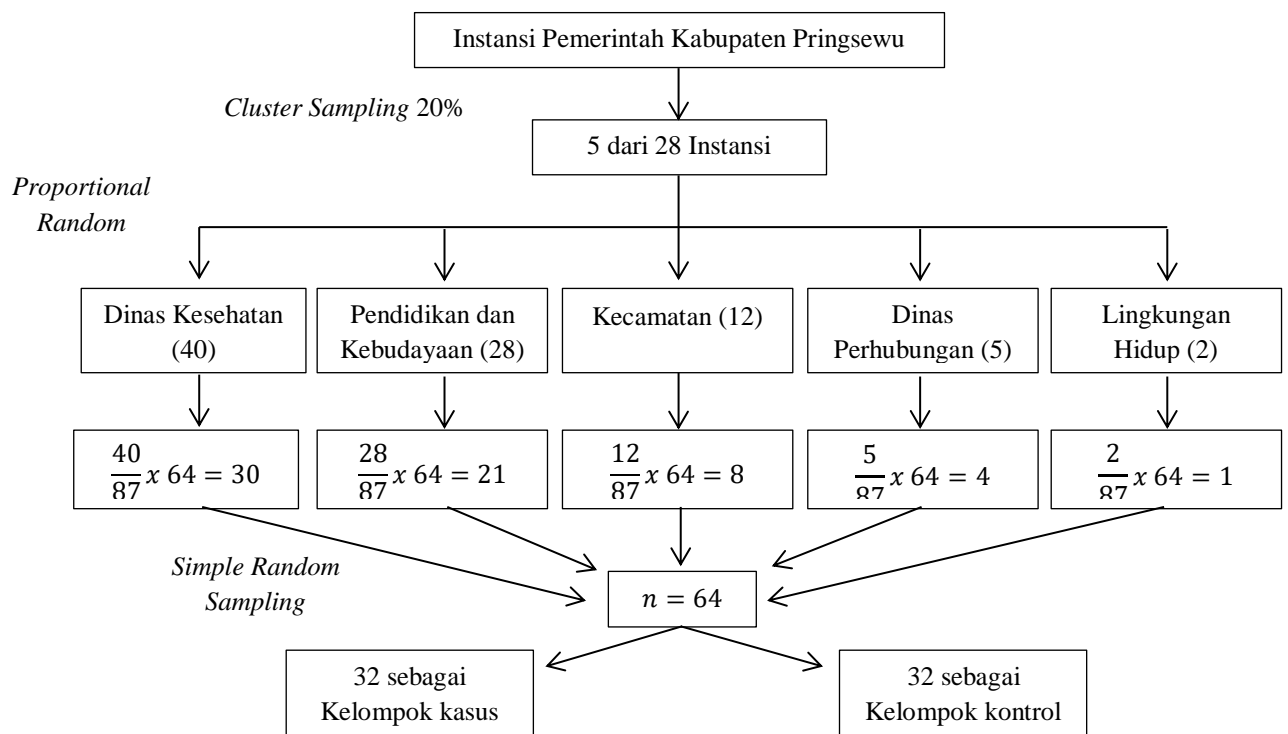 Instansi Pemerintah Kabupaten Pringsewu
Cluster Sampling 20%
5 dari 28 Instansi
Proportional
Random
Dinas Kesehatan
(40)
Pendidikan dan
Kebudayaan (28)
Kecamatan (12)
Dinas
Perhubungan (5)
Lingkungan
Hidup (2)
40/87 x 64 = 30
28/87 x 64 = 21
12/87 x 64 = 8
5/87 x 64 = 4
2/87 x 64 = 1
Simple Random
Sampling
n = 64
32 sebagai
Kelompok kasus
32 sebagai
Kelompok kontrol